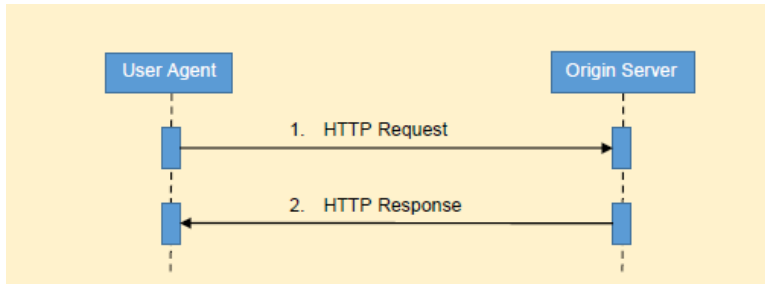 User Agent
Origin Server
1. HTTP Request
2. HTTP Response